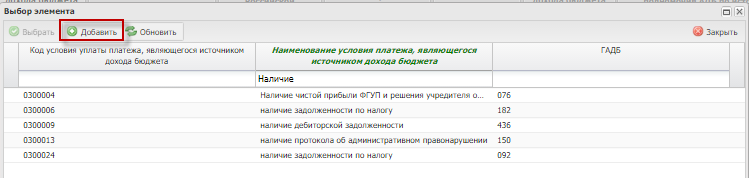 Выбор элемента
Выбрать Добавить Обновить Закрыть
Код условия уплаты платежа, являющегося источником дохода бюджета
Наименование условия платежа, являющегося источником дохода бюджета
ГАДБ
Наличие
0300004 Наличие чистой прибыли ФГУП и решения учредителя о... 076
0300006 наличие задолженности по налогу 182
0300009 наличие дебиторской задолженности 436
0300013 наличие протокола об административном правонарушении 150
0300024 наличие задолженности по налогу 092